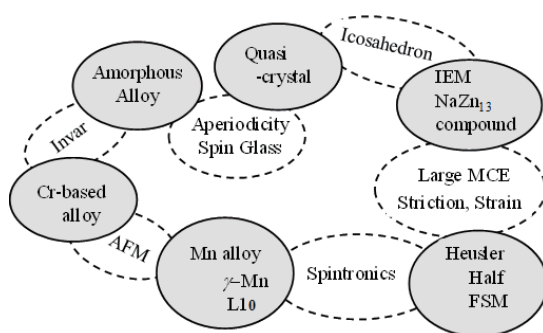 Quasi
-crystal
Icosahedron
Amorphous
Alloy
IEM
NaZn₁₃
compound
Invar
Aperiodicity
Spin Glass
Cr-based
alloy
Large MCE
Striction, Strain
AFM
Mn alloy
γ–Mn
L10
Spintronics
Heusler
Half
FSM